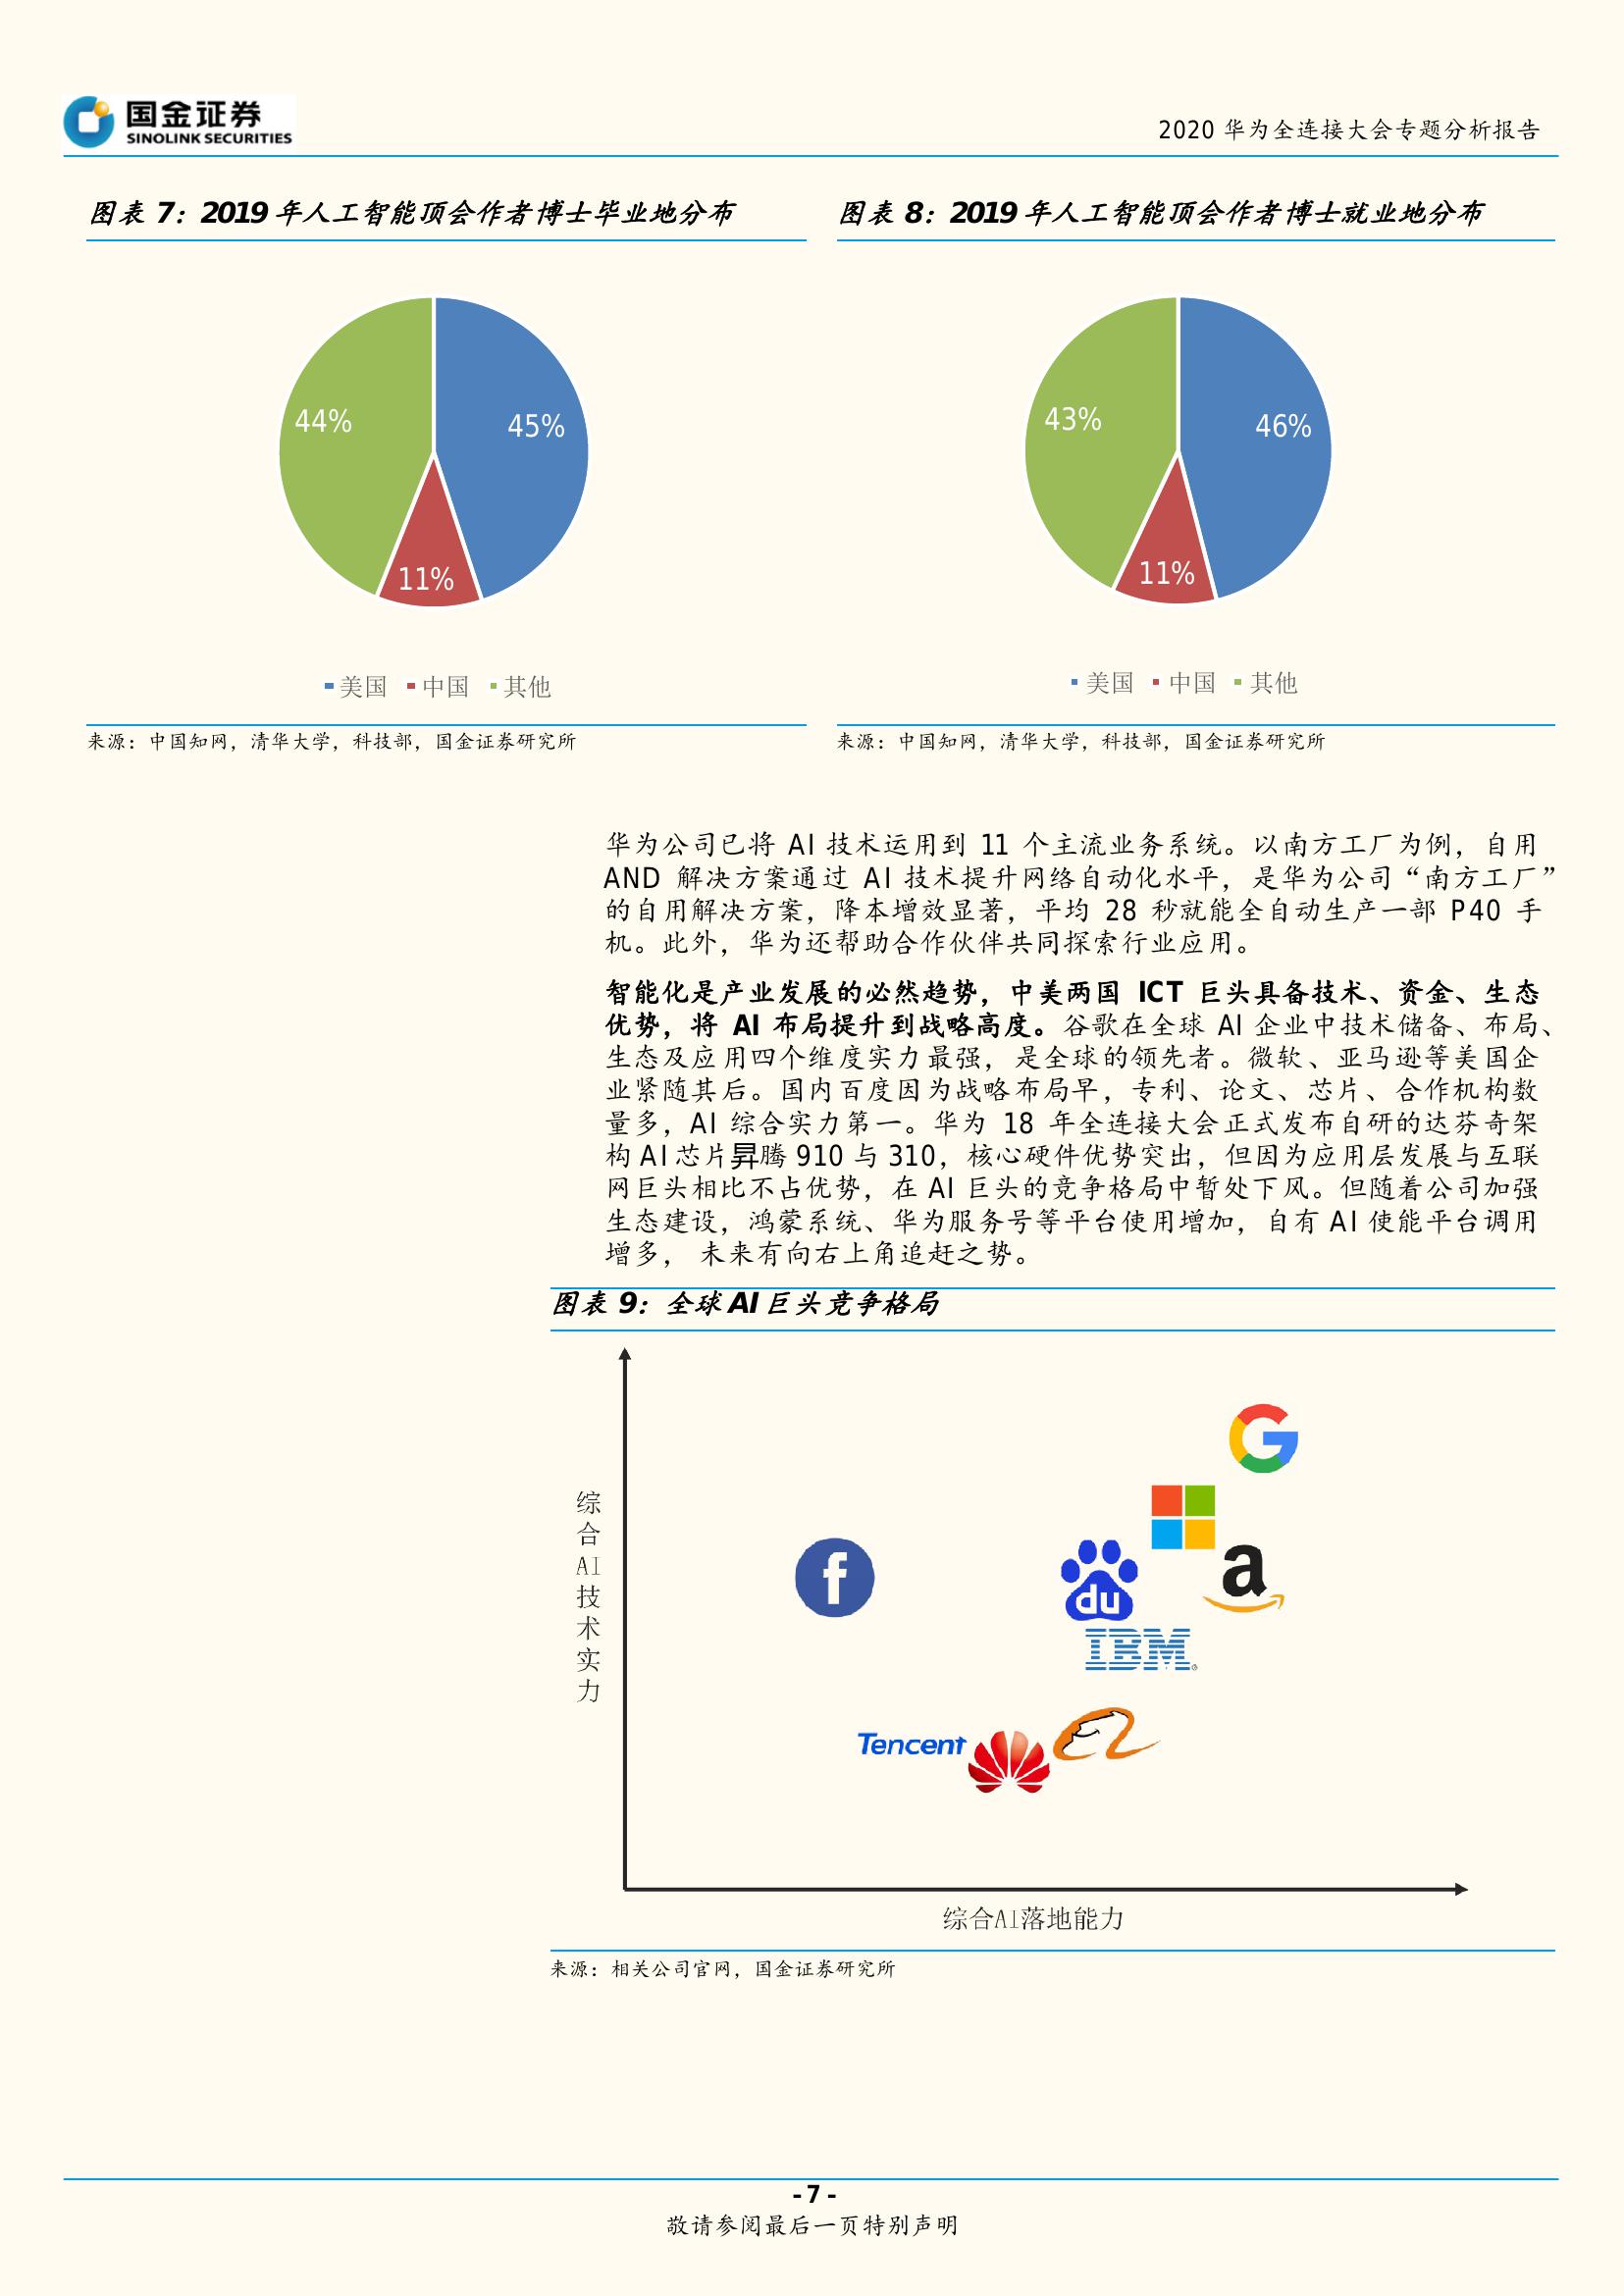 国金证券
SINOLINK SECURITIES
2020 华为全连接大会专题分析报告
图表 7：2019 年人工智能顶会作者博士毕业地分布
44%
45%
11%
美国 中国 其他
来源：中国知网，清华大学，科技部，国金证券研究所
图表 8：2019 年人工智能顶会作者博士就业地分布
43%
46%
11%
美国 中国 其他
来源：中国知网，清华大学，科技部，国金证券研究所
华为公司已将 AI 技术运用到 11 个主流业务系统。以南方工厂为例，自用
AND 解决方案通过 AI 技术提升网络自动化水平，是华为公司“南方工厂”
的自用解决方案，降本增效显著，平均 28 秒就能全自动生产一部 P40 手
机。此外，华为还帮助合作伙伴共同探索行业应用。
智能化是产业发展的必然趋势，中美两国 ICT 巨头具备技术、资金、生态
优势，将 AI 布局提升到战略高度。谷歌在全球 AI 企业中技术储备、布局、
生态及应用四个维度实力最强，是全球的领先者。微软、亚马逊等美国企
业紧随其后。国内百度因为战略布局早，专利、论文、芯片、合作机构数
量多，AI 综合实力第一。华为 18 年全连接大会正式发布自研的达芬奇架
构 AI 芯片昇腾 910 与 310，核心硬件优势突出，但因为应用层发展与互联
网巨头相比不占优势，在 AI 巨头的竞争格局中暂处下风。但随着公司加强
生态建设，鸿蒙系统、华为服务号等平台使用增加，自有 AI 使能平台调用
增多， 未来有向右上角追赶之势。
图表 9：全球 AI 巨头竞争格局
综合AI技术实力
G
f
du
a
IBM
Tencent
综合AI落地能力
来源：相关公司官网，国金证券研究所
- 7 -
敬请参阅最后一页特别声明